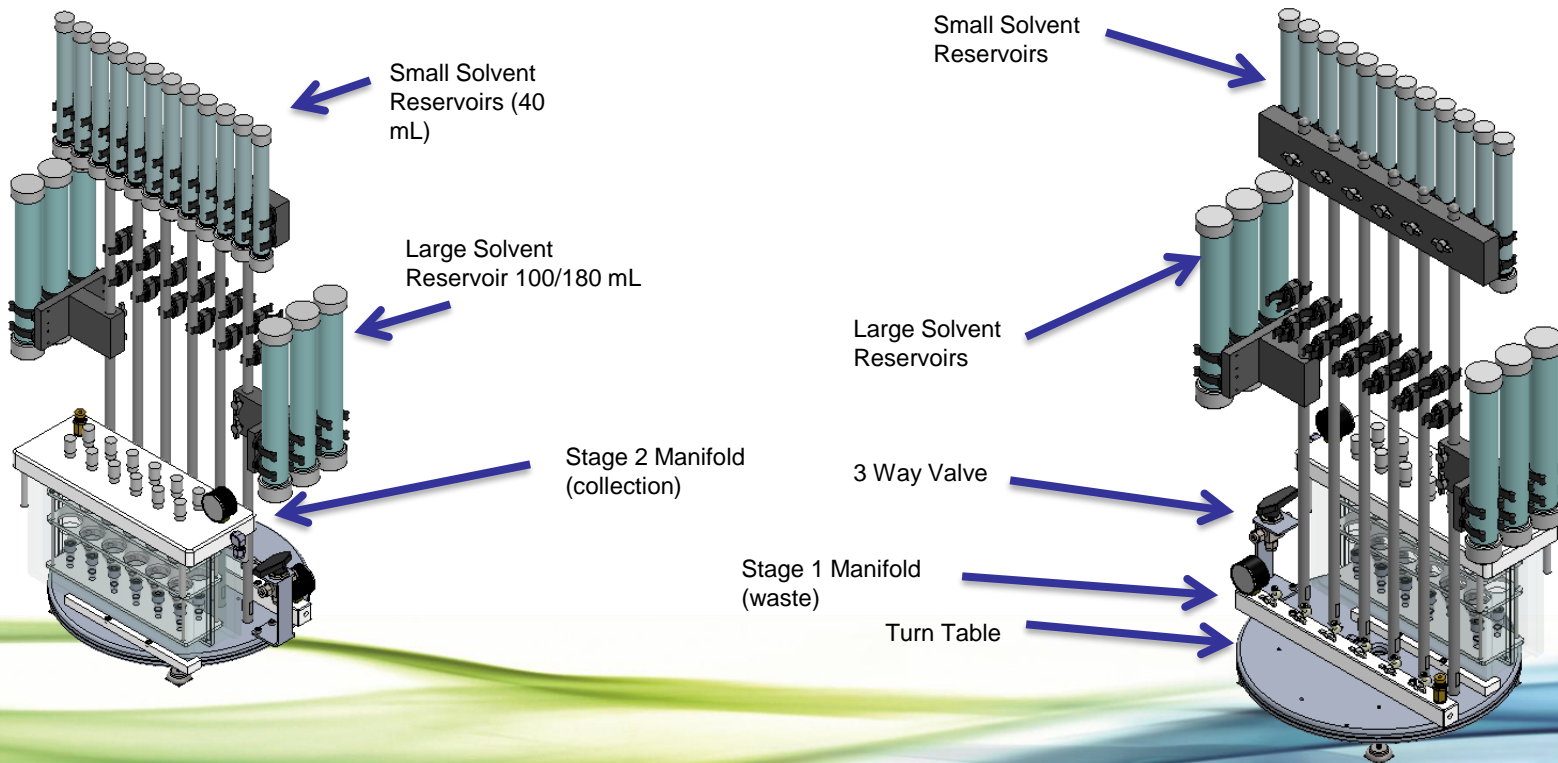 Small Solvent
Reservoirs (40
mL)
Large Solvent
Reservoir 100/180 mL
Stage 2 Manifold
(collection)
Small Solvent
Reservoirs
Large Solvent
Reservoirs
3 Way Valve
Stage 1 Manifold
(waste)
Turn Table